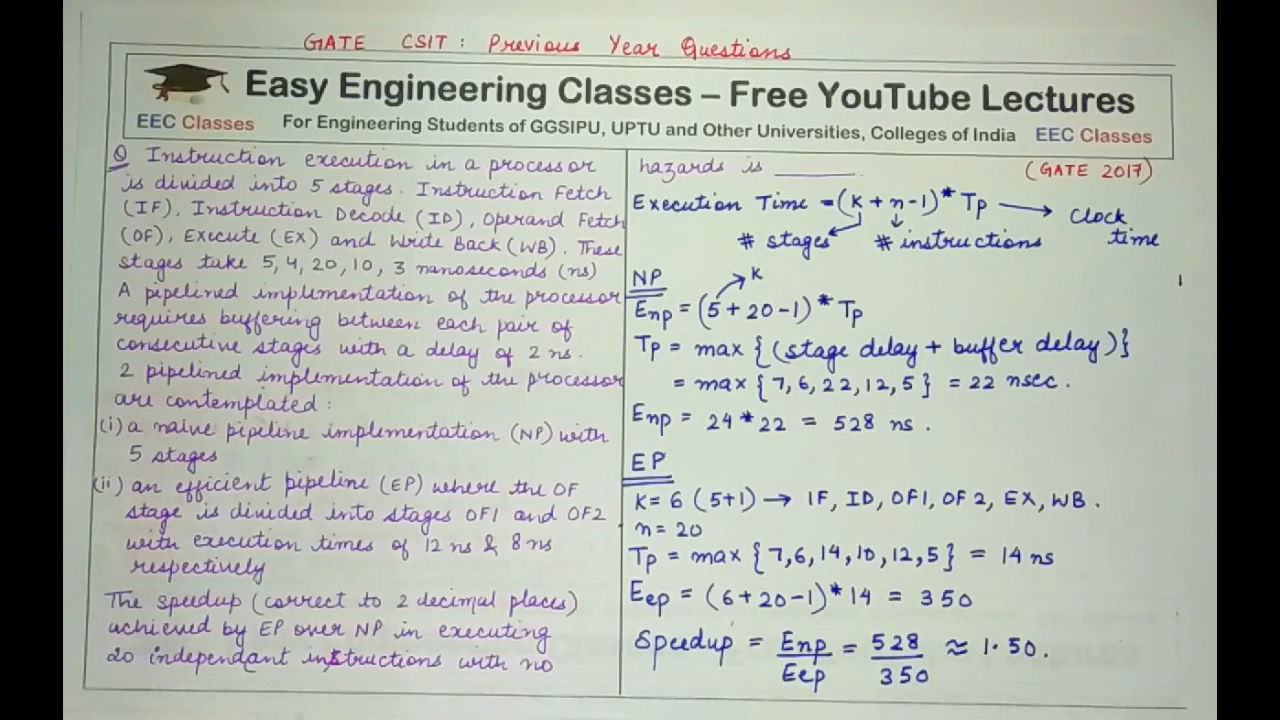 GATE CSIT: Previous Year Questions
Easy Engineering Classes – Free YouTube Lectures
EEC Classes For Engineering Students of GGSIPU, UPTU and Other Universities, Colleges of India EEC Classes
Q Instruction execution in a processor
is divided into 5 stages. Instruction Fetch
(IF), Instruction Decode (ID), Operand Fetch
(OF), Execute (EX) and Write Back (WB). These
stages take 5, 4, 20, 10, 3 nanoseconds (ns)
A pipelined implmentation of the processor
requires buffering between each pair of
consecutive stages with a delay of 2 ns.
2 pipelined implementation of the processor
are contemplated:
(i) a naive pipeline implementation (NP) with
5 stages
(ii) an efficient pipeline (EP) where the OF
stage is divided into stages OF1 and OF2
with execution times of 12 ns & 8 ns
respectively
The speedup (correct to 2 decimal places)
achieved by EP over NP in executing
20 independant instructions with no
hazards is ______. (GATE 2017)
Execution Time = (K + n - 1) * Tp → Clock time
# stages # instructions
NP
K
Enp = (5 + 20 - 1) * Tp
Tp = max {(stage delay + buffer delay)}
= max {7, 6, 22, 12, 5} = 22 nsec.
Enp = 24 * 22 = 528 ns.
EP
K = 6 (5+1) → IF, ID, OF1, OF2, EX, WB.
n = 20
Tp = max {7, 6, 14, 10, 12, 5} = 14 ns
Eep = (6 + 20 - 1) * 14 = 350
Speedup = Enp/Eep = 528/350 ≈ 1.50.